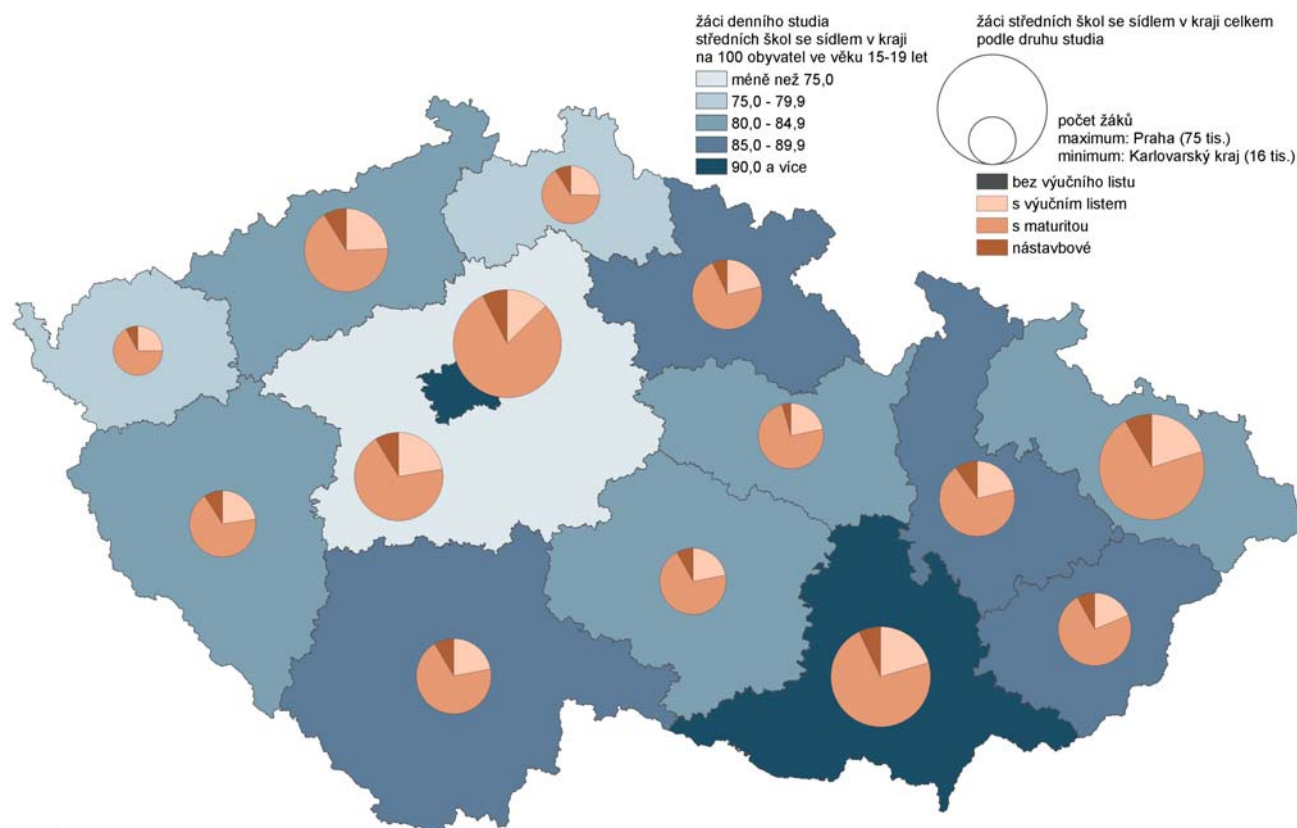 žáci denního studia
středních škol se sídlem v kraji
na 100 obyvatel ve věku 15-19 let
méně než 75,0
75,0 - 79,9
80,0 - 84,9
85,0 - 89,9
90,0 a více
žáci středních škol se sídlem v kraji celkem
podle druhu studia
počet žáků
maximum: Praha (75 tis.)
minimum: Karlovarský kraj (16 tis.)
bez výučního listu
s výučním listem
s maturitou
nástavbové